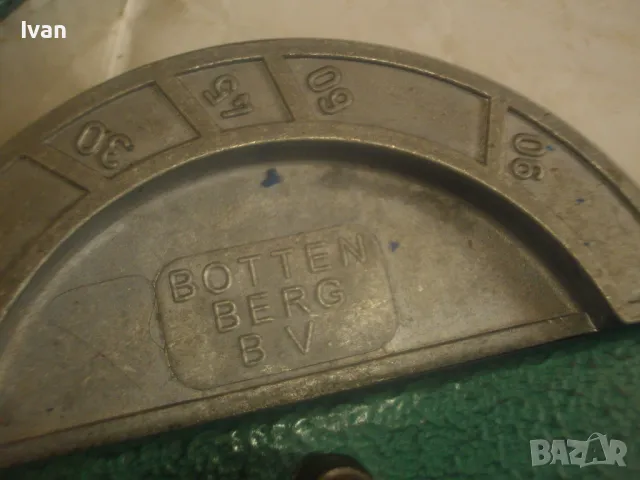 Ivan
30
45
60
90
BOTTEN
BERG
B V
BAZAR